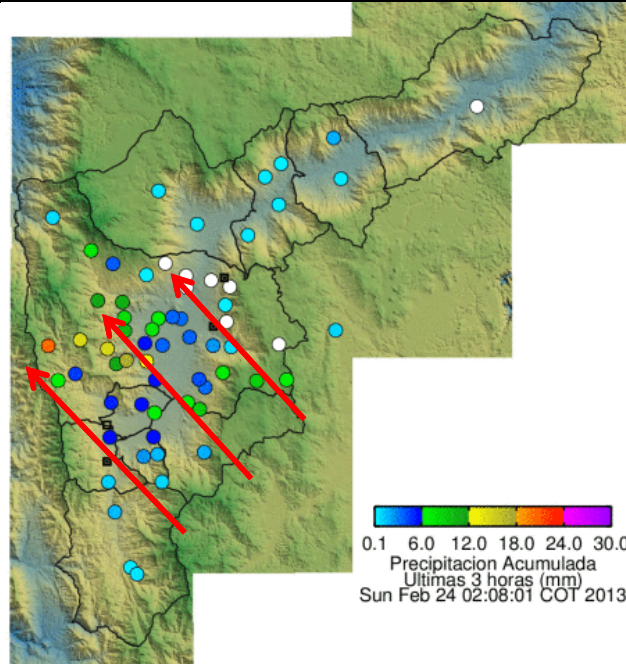 0.1 6.0 12.0 18.0 24.0 30.0
Precipitacion Acumulada
Ultimas 3 horas (mm)
Sun Feb 24 02:08:01 COT 2013